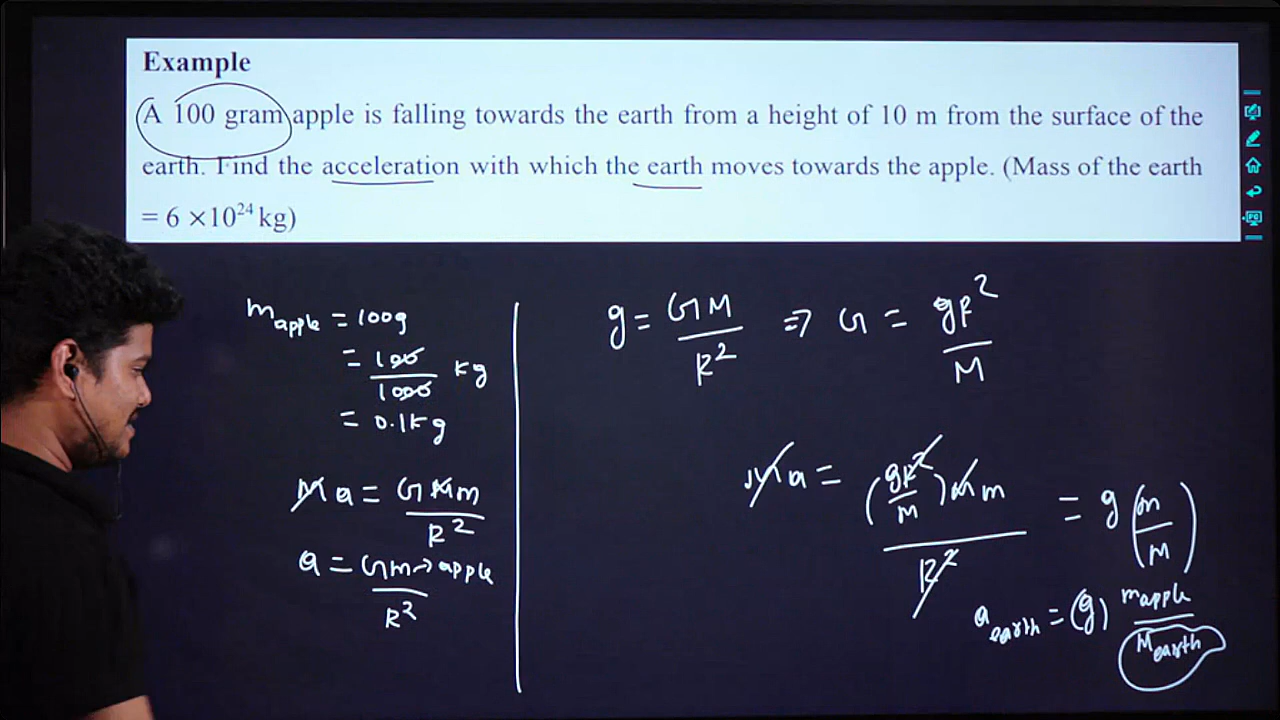 Example
A 100 gram apple is falling towards the earth from a height of 10 m from the surface of the
earth. Find the acceleration with which the earth moves towards the apple. (Mass of the earth
= 6 ×10²⁴ kg)
m_apple = 100g
= 100/1000 kg
= 0.1kg
Ma = GMm/R²
a = Gm→apple/R²
g = GM/R² ⇒ G = gR²/M
Ma = (gR²/M)Mm/R² = g(m/M)
a_earth = (g) m_apple/M_earth
PC